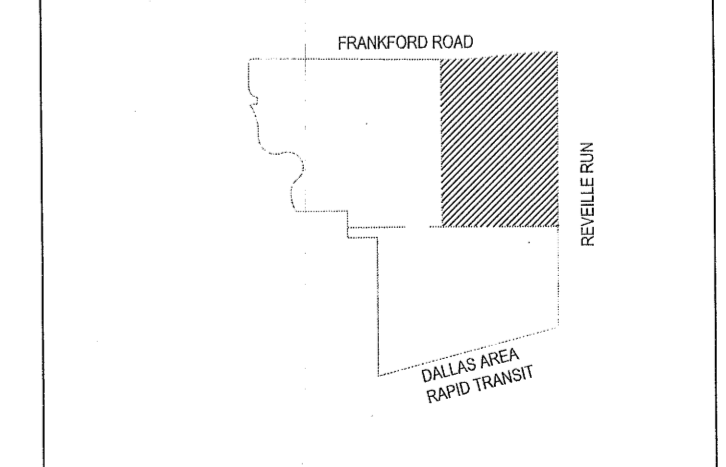 FRANKFORD ROAD
REVEILLE RUN
DALLAS AREA
RAPID TRANSIT